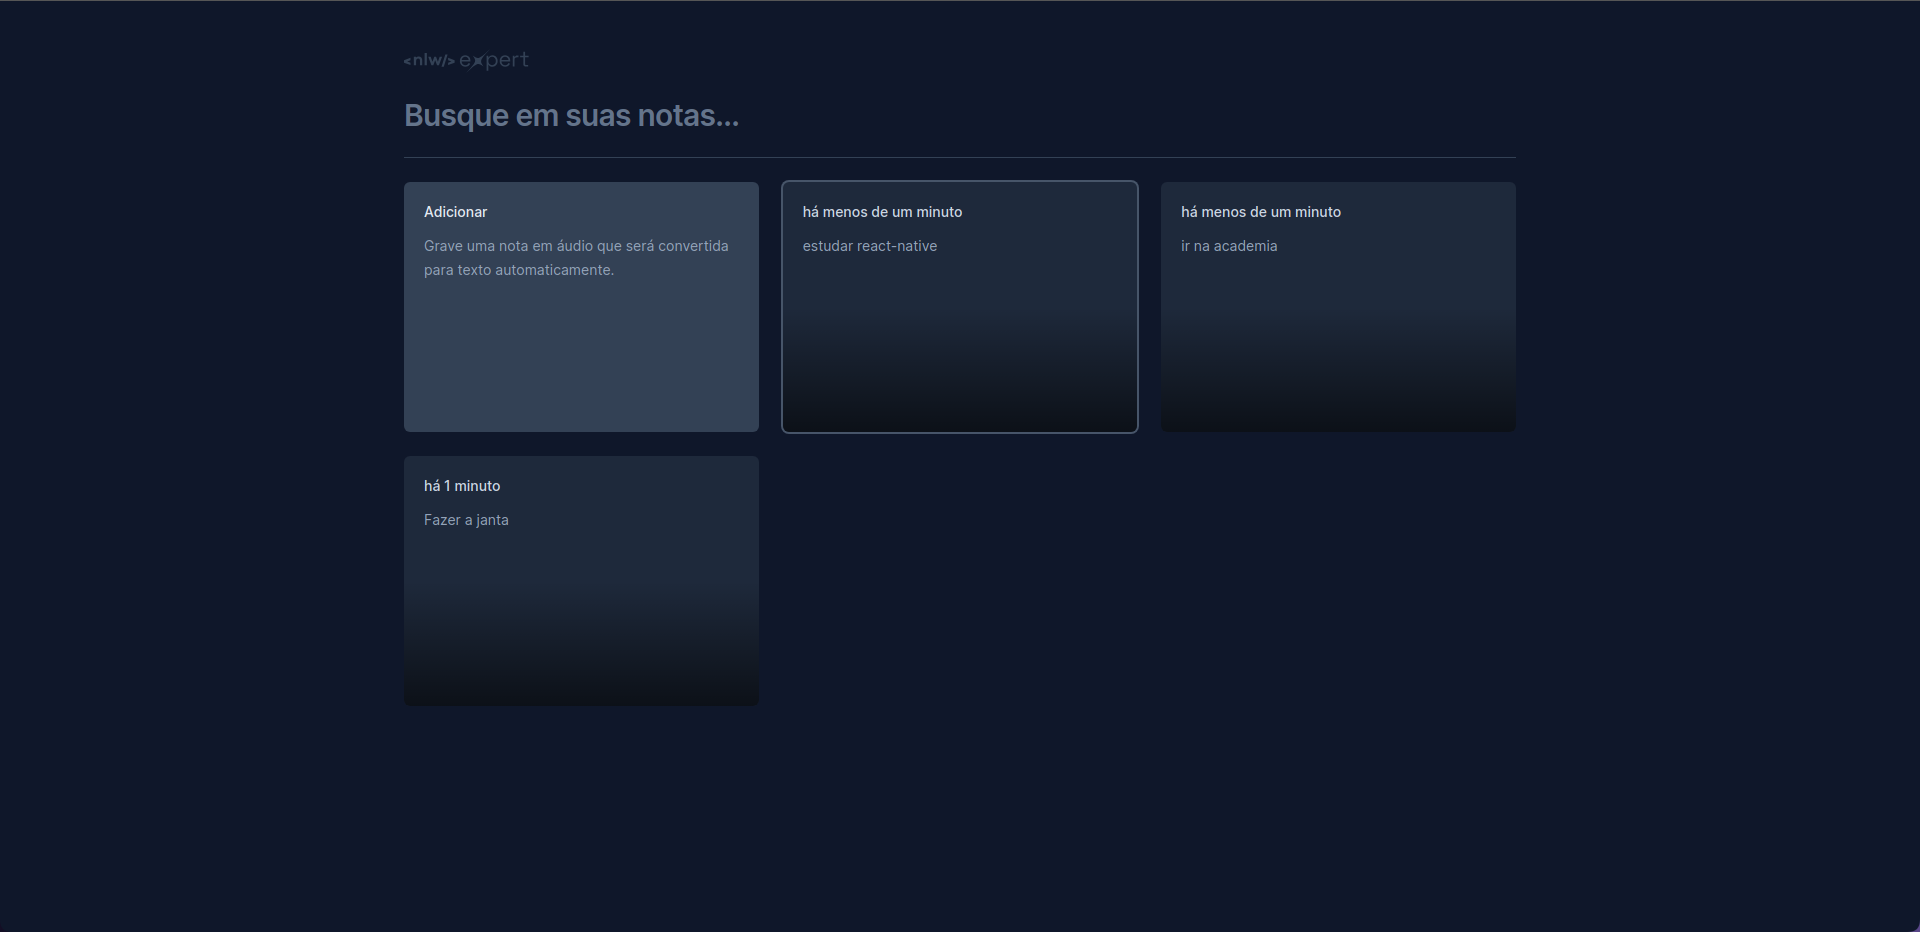 <nlw/> expert
Busque em suas notas...
Adicionar
Grave uma nota em áudio que será convertida
para texto automaticamente.
há menos de um minuto
estudar react-native
há menos de um minuto
ir na academia
há 1 minuto
Fazer a janta